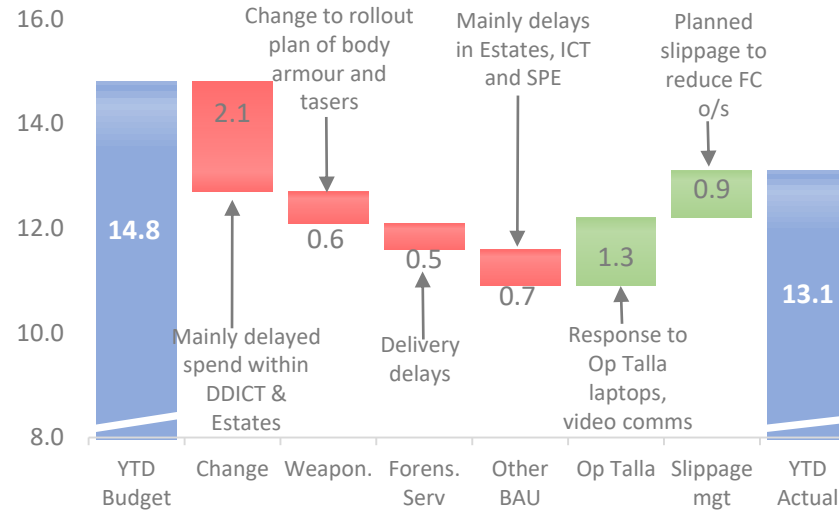 16.0
14.0
12.0
10.0
8.0
Change to rollout
plan of body
armour and
tasers
Mainly delays
in Estates, ICT
and SPE
Planned
slippage to
reduce FC
o/s
14.8
2.1
0.6
0.5
0.7
1.3
0.9
13.1
Mainly delayed
spend within
DDICT &
Estates
Delivery
delays
Response to
Op Talla
laptops,
video comms
YTD
Budget
Change
Weapon.
Forens.
Serv
Other
BAU
Op Talla
Slippage
mgt
YTD
Actual